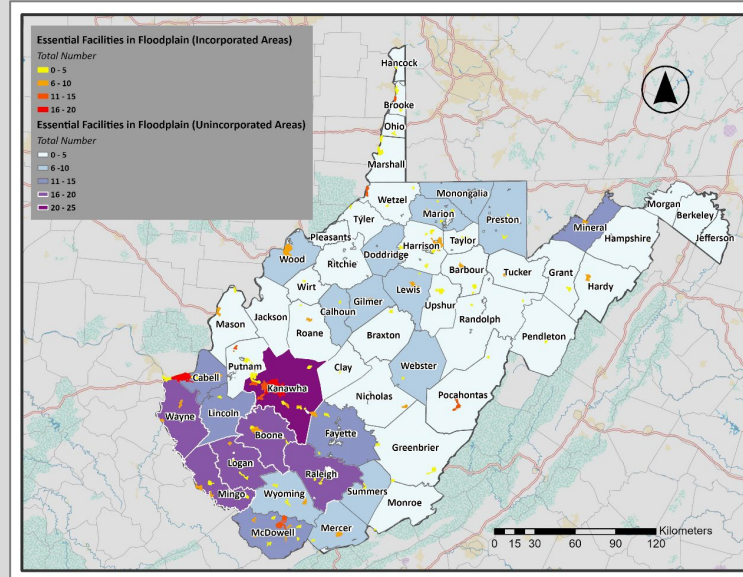 Essential Facilities in Floodplain (Incorporated Areas)
Total Number
0 - 5
6 - 10
11 - 15
16 - 20
Essential Facilities in Floodplain (Unincorporated Areas)
Total Number
0 - 5
6 -10
11 - 15
16 - 20
20 - 25
Hancock
Brooke
Ohio
Marshall
Wetzel
Monongalia
Marion
Preston
Morgan
Berkeley
Jefferson
Mineral
Hampshire
Tyler
Pleasants
Harrison
Taylor
Doddridge
Ritchie
Wood
Barbour
Tucker
Grant
Hardy
Wirt
Lewis
Gilmer
Calhoun
Upshur
Randolph
Mason
Jackson
Roane
Braxton
Pendleton
Putnam
Clay
Webster
Cabell
Kanawha
Nicholas
Pocahontas
Wayne
Lincoln
Boone
Fayette
Greenbrier
Logan
Raleigh
Mingo
Wyoming
Summers
Monroe
McDowell
Mercer
Kilometers
0 15 30 60 90 120